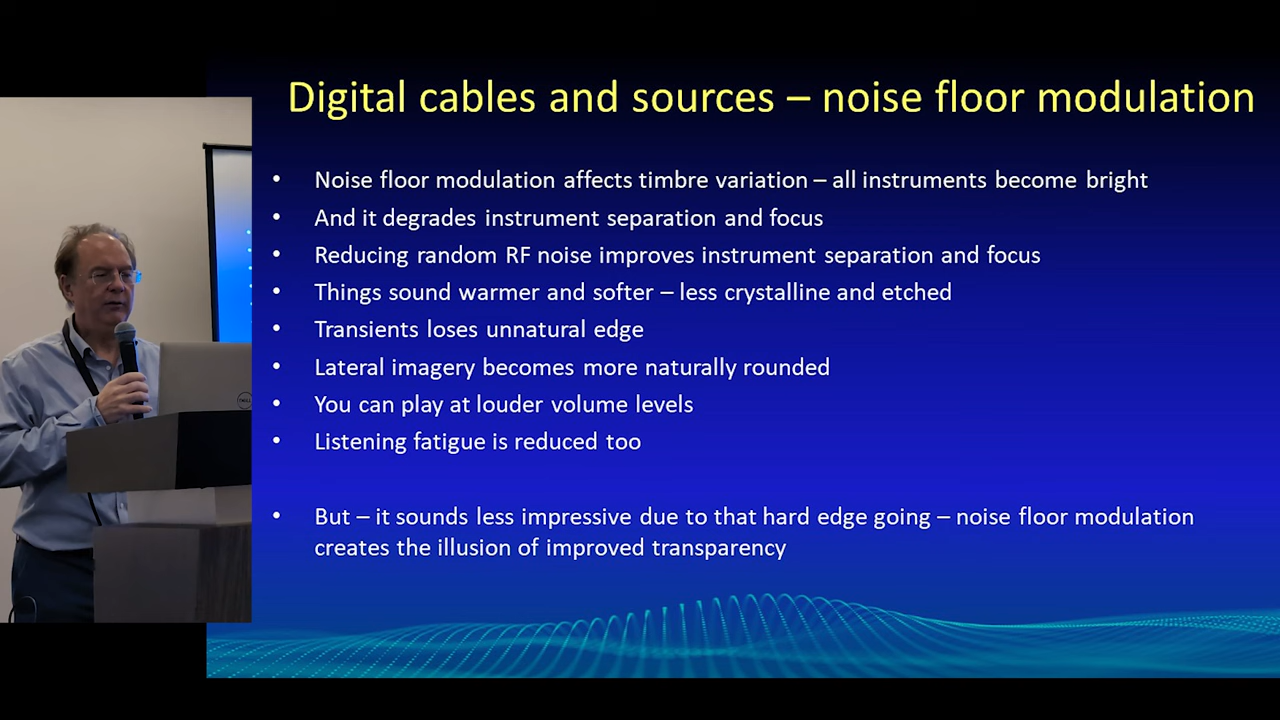 Digital cables and sources – noise floor modulation
• Noise floor modulation affects timbre variation – all instruments become bright
• And it degrades instrument separation and focus
• Reducing random RF noise improves instrument separation and focus
• Things sound warmer and softer – less crystalline and etched
• Transients loses unnatural edge
• Lateral imagery becomes more naturally rounded
• You can play at louder volume levels
• Listening fatigue is reduced too
• But – it sounds less impressive due to that hard edge going – noise floor modulation
creates the illusion of improved transparency
DELL